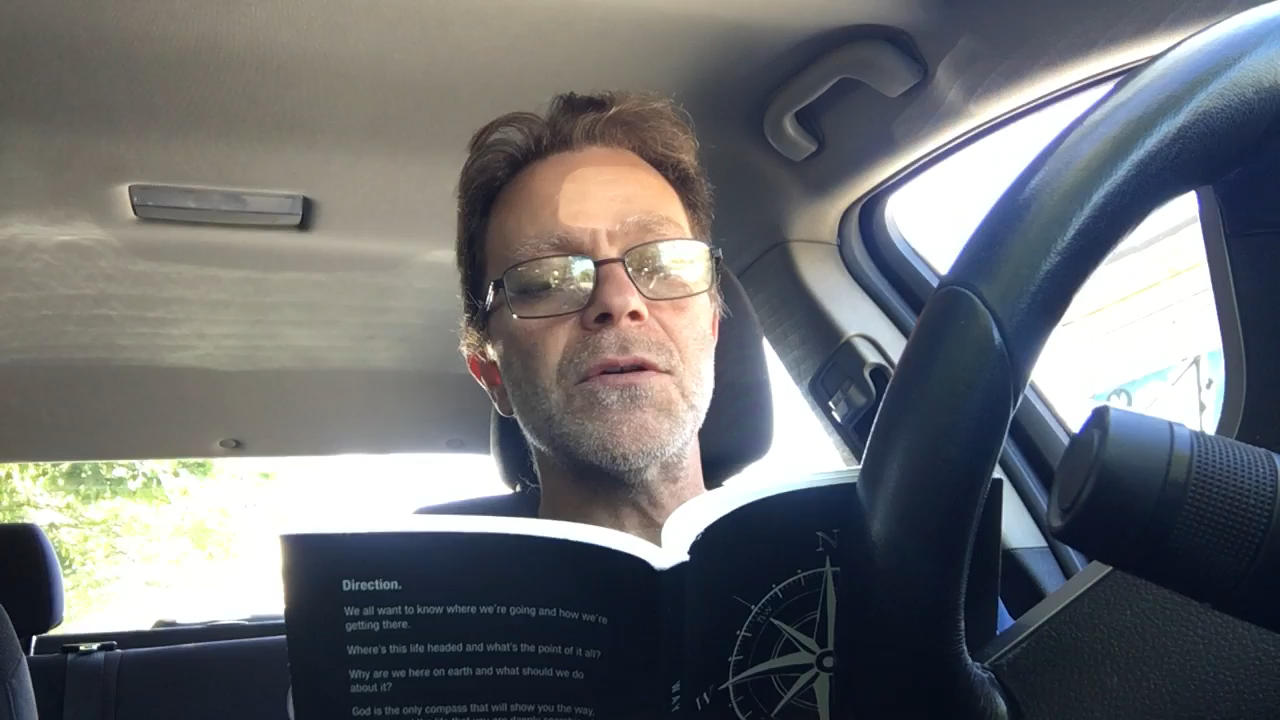 Direction.
We all want to know where we're going and how we're
getting there.
Where's this life headed and what's the point of it all?
Why are we here on earth and what should we do
about it?
God is the only compass that will show you the way,
N
W